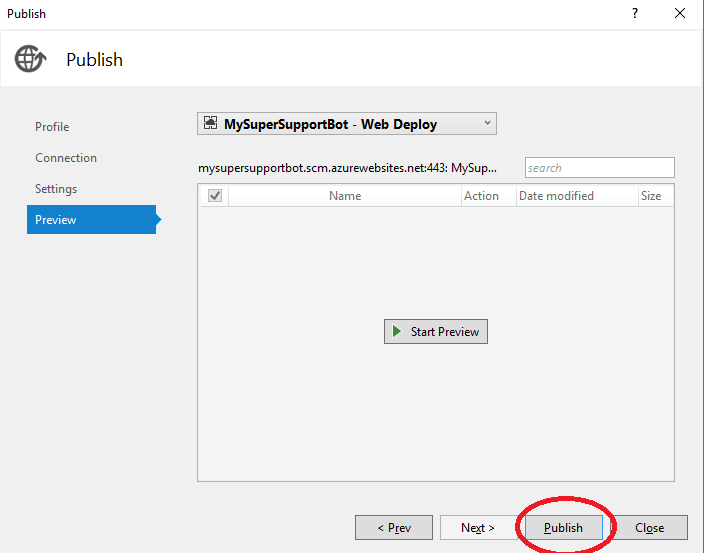 Publish
?
Publish
Profile
Connection
Settings
Preview
MySuperSupportBot - Web Deploy
mysupersupportbot.scm.azurewebsites.net:443: MySup...
search
Name Action Date modified Size
Start Preview
< Prev Next > Publish Close